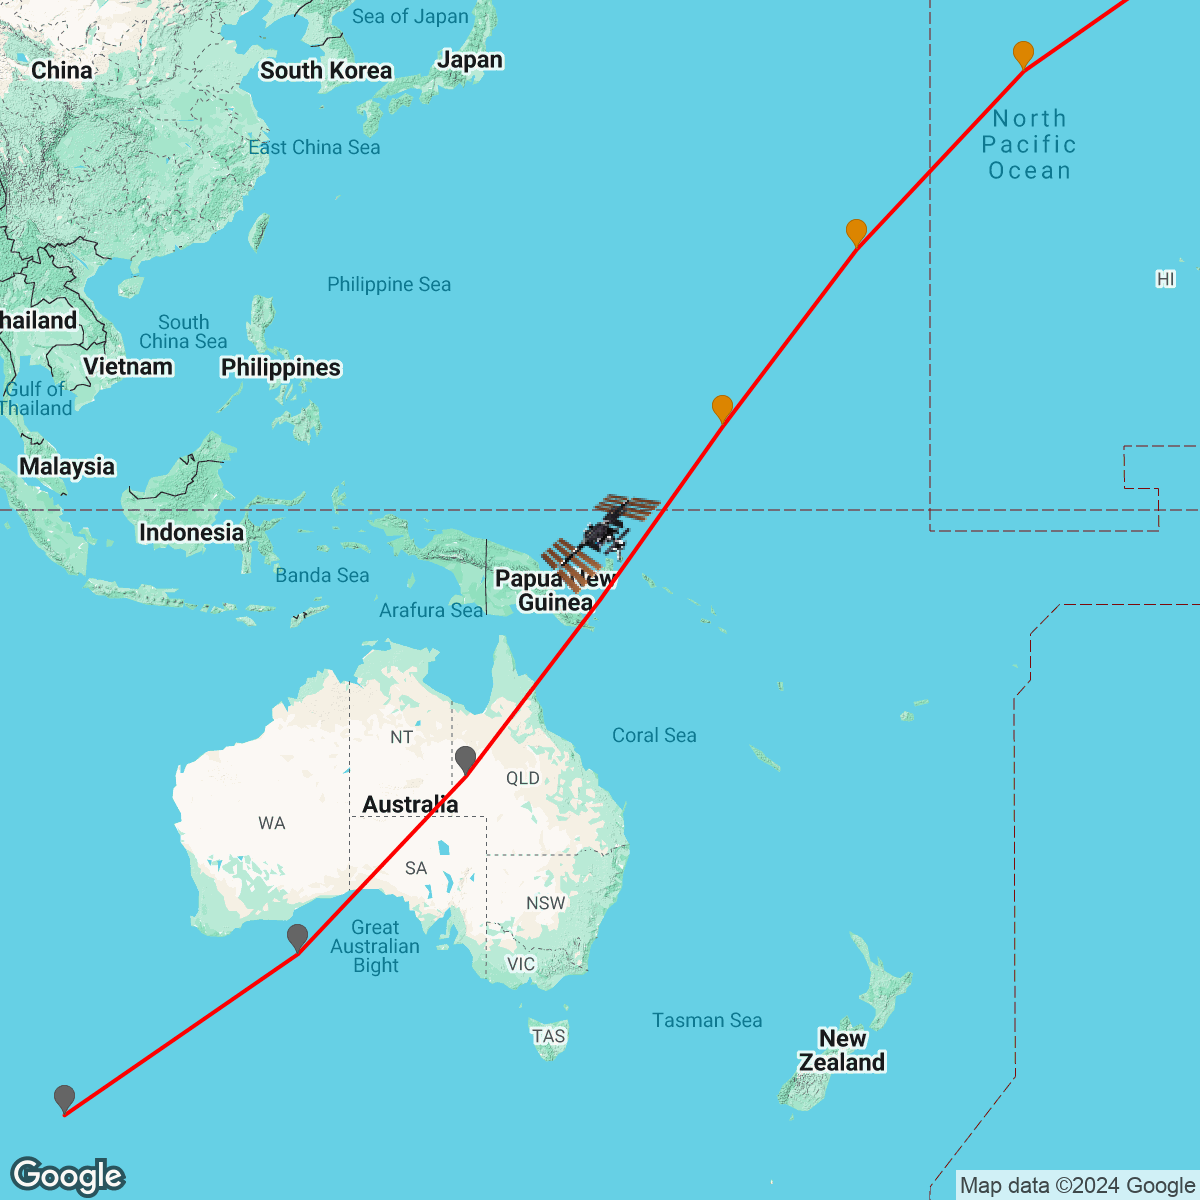 Sea of Japan
China
South Korea
Japan
North
Pacific
Ocean
East China Sea
HI
Philippine Sea
hailand
South
China Sea
Vietnam
Philippines
Gulf of
Thailand
Malaysia
Indonesia
Banda Sea
Papua New
Guinea
Arafura Sea
NT
Coral Sea
QLD
Australia
WA
SA
NSW
Great
Australian
Bight
VIC
Tasman Sea
TAS
New
Zealand
Google
Map data ©2024 Google